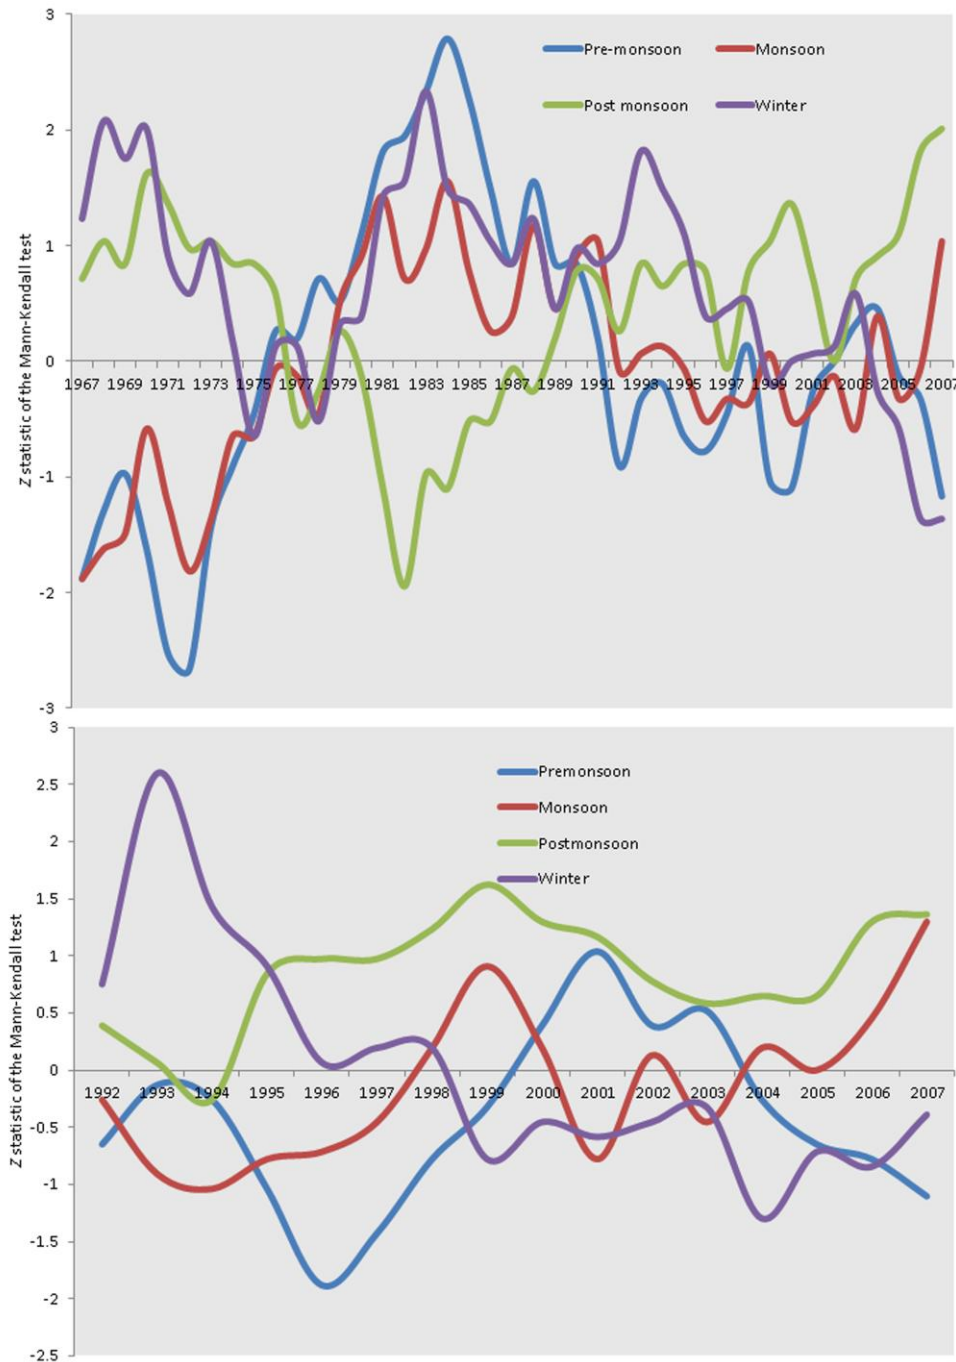 3
Pre-monsoon Monsoon
Post monsoon Winter
2
1
0
1967 1969 1971 1973 1975 1977 1979 1981 1983 1985 1987 1989 1991 1993 1995 1997 1999 2001 2003 2005 2007
-1
-2
-3
Z statistic of the Mann-Kendall test
3
Premonsoon
2.5
Monsoon
2
Postmonsoon
Winter
1.5
1
0.5
0
1992 1993 1994 1995 1996 1997 1998 1999 2000 2001 2002 2003 2004 2005 2006 2007
-0.5
-1
-1.5
-2
-2.5
Z statistic of the Mann-Kendall test